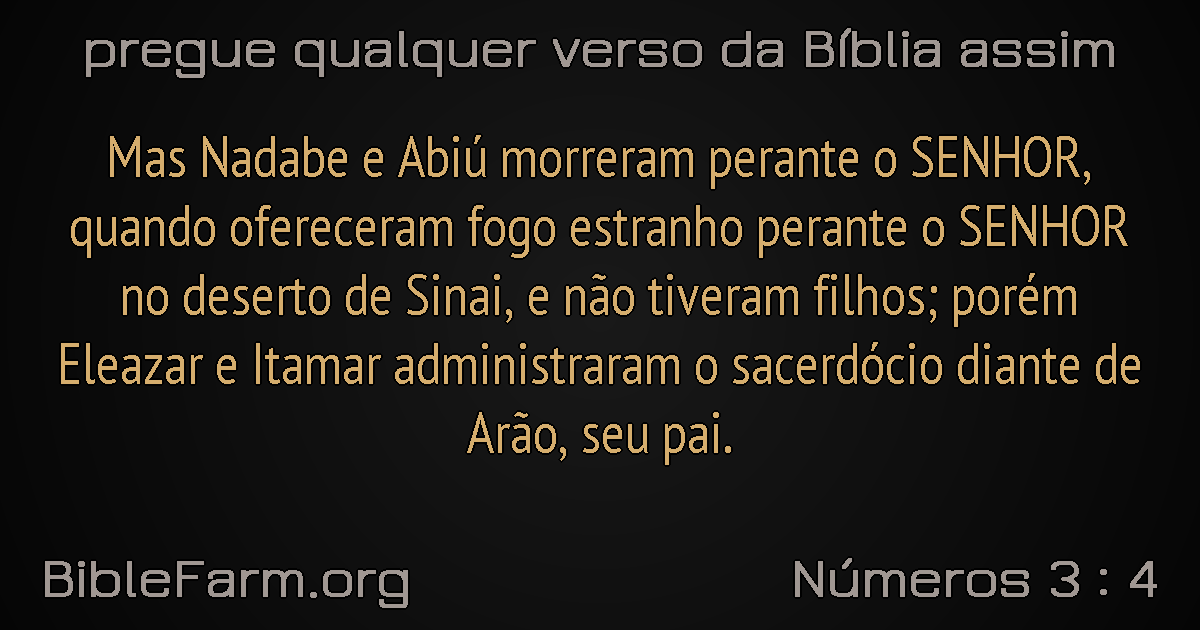 pregue qualquer verso da Bíblia assim
Mas Nadabe e Abiú morreram perante o SENHOR,
quando ofereceram fogo estranho perante o SENHOR
no deserto de Sinai, e não tiveram filhos; porém
Eleazar e Itamar administraram o sacerdócio diante de
Arão, seu pai.
BibleFarm.org
Números 3 : 4